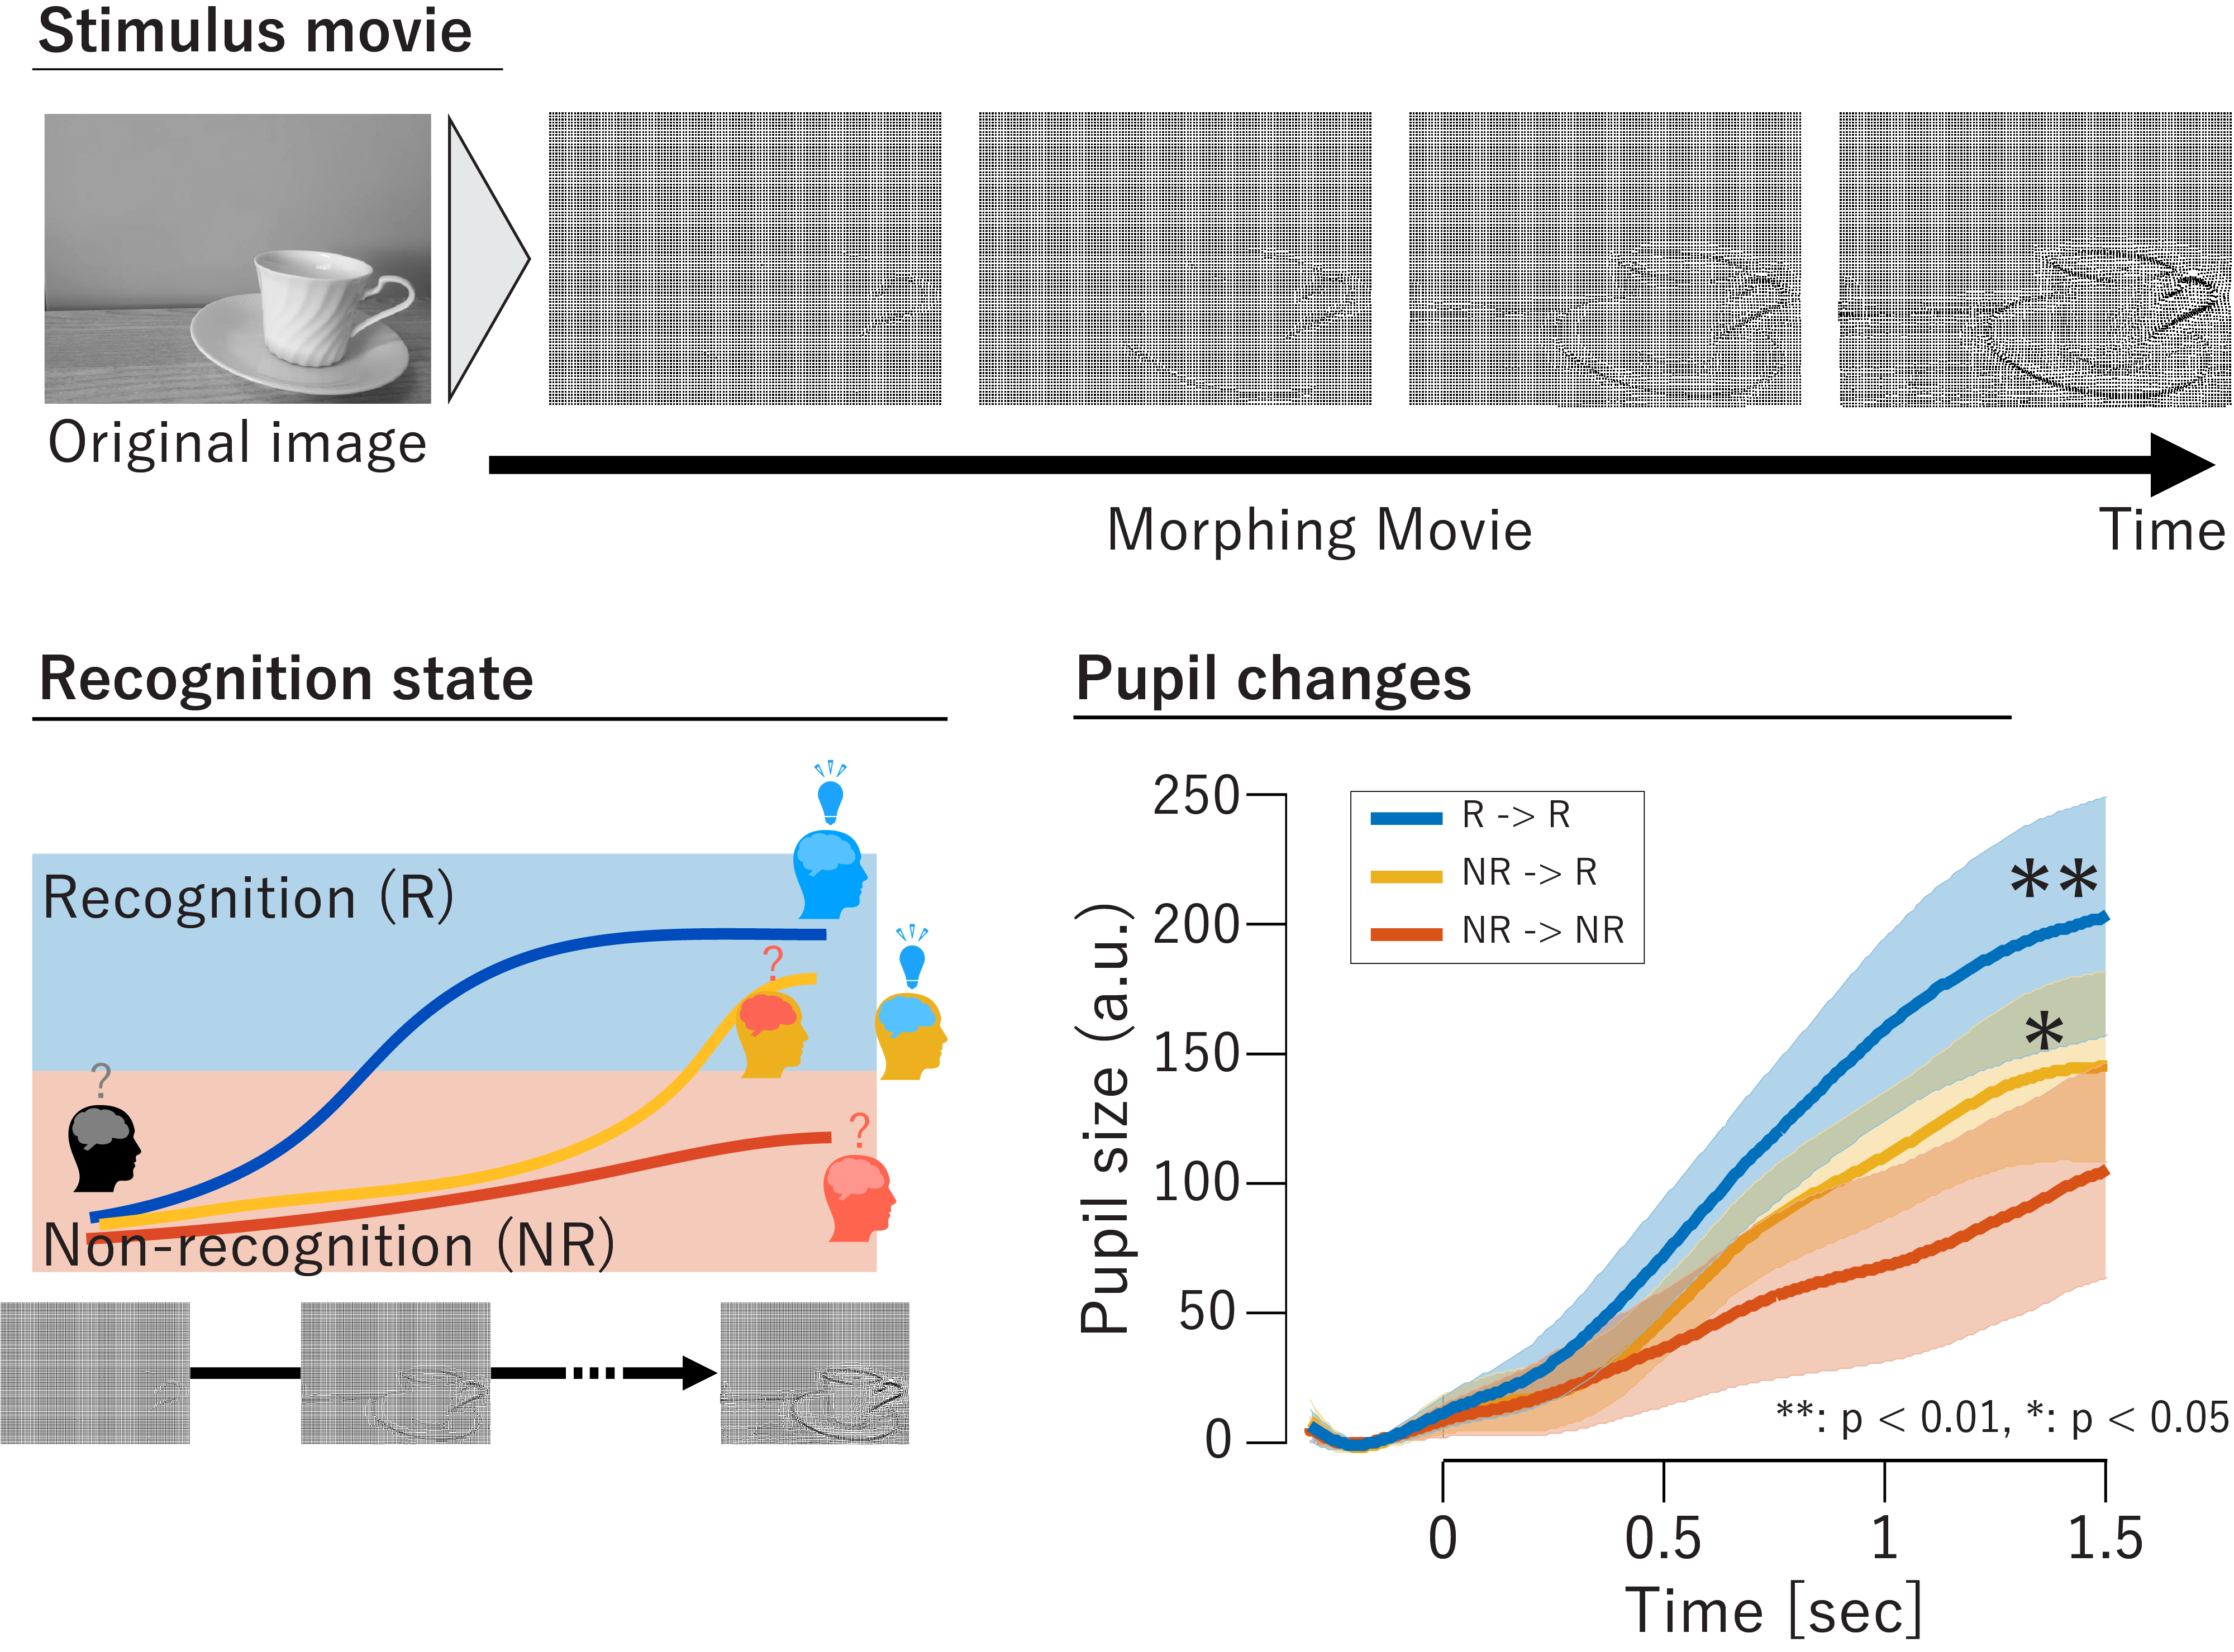 Stimulus movie
Original image
Morphing Movie
Time
Recognition state
Recognition (R)
?
?
?
Non-recognition (NR)
Pupil changes
Pupil size (a.u.)
250
200
150
100
50
0
R -> R
NR -> R
NR -> NR
**
*
**: p < 0.01, *: p < 0.05
0 0.5 1 1.5
Time [sec]